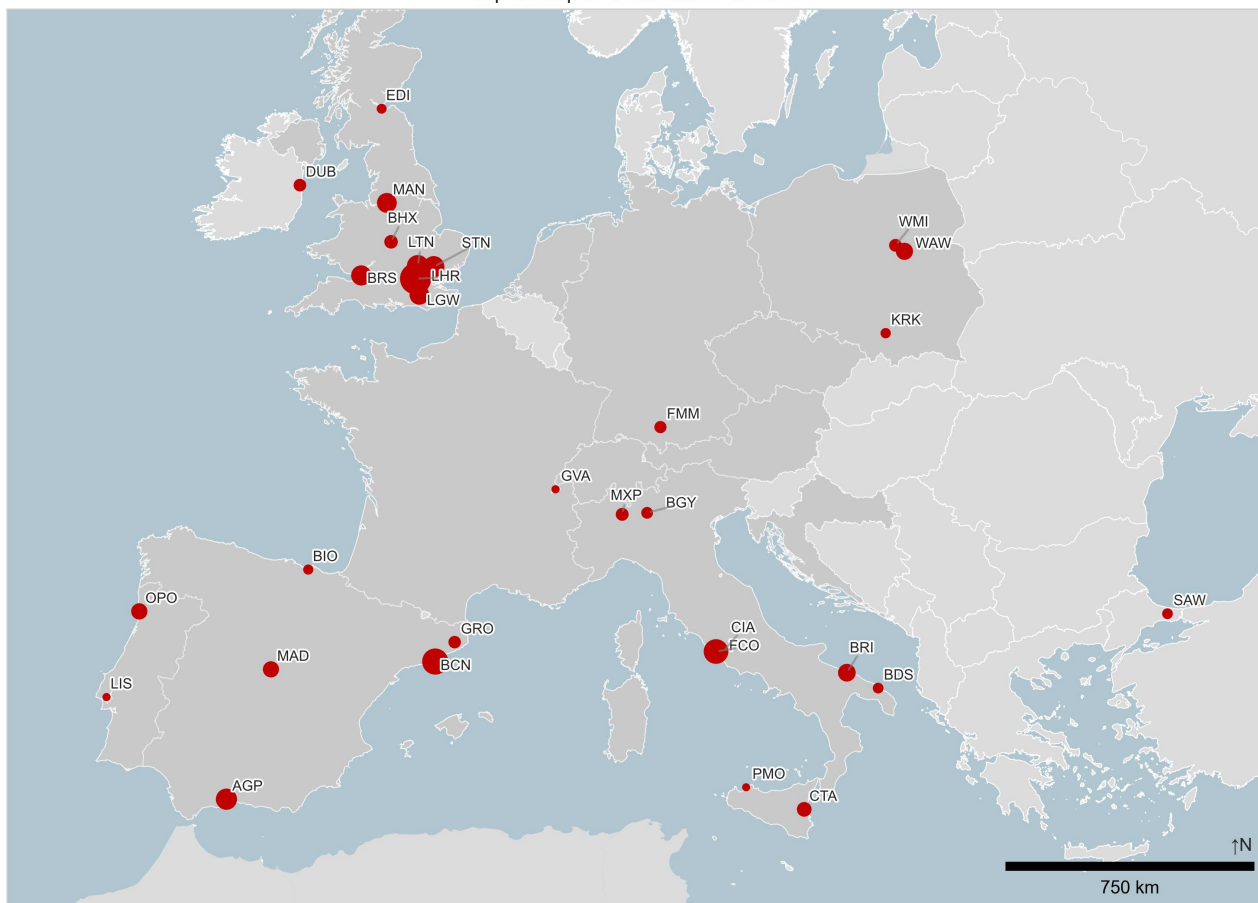 EDI
DUB
MAN
BHX
LTN
STN
BRS
LHR
LGW
WMI
WAW
KRK
FMM
GVA
MXP
BGY
BIO
OPO
GRO
MAD
BCN
LIS
AGP
CIA
FCO
BRI
BDS
SAW
PMO
CTA
↑N
750 km